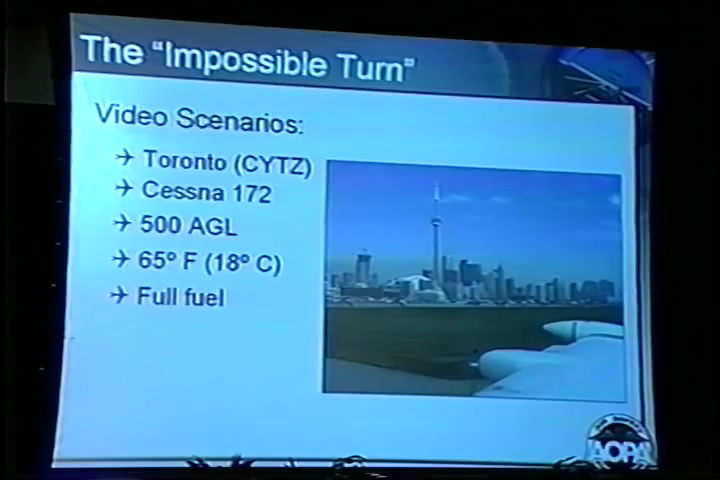 The “Impossible Turn”
Video Scenarios:
Toronto (CYTZ)
Cessna 172
500 AGL
65º F (18º C)
Full fuel
AOPA